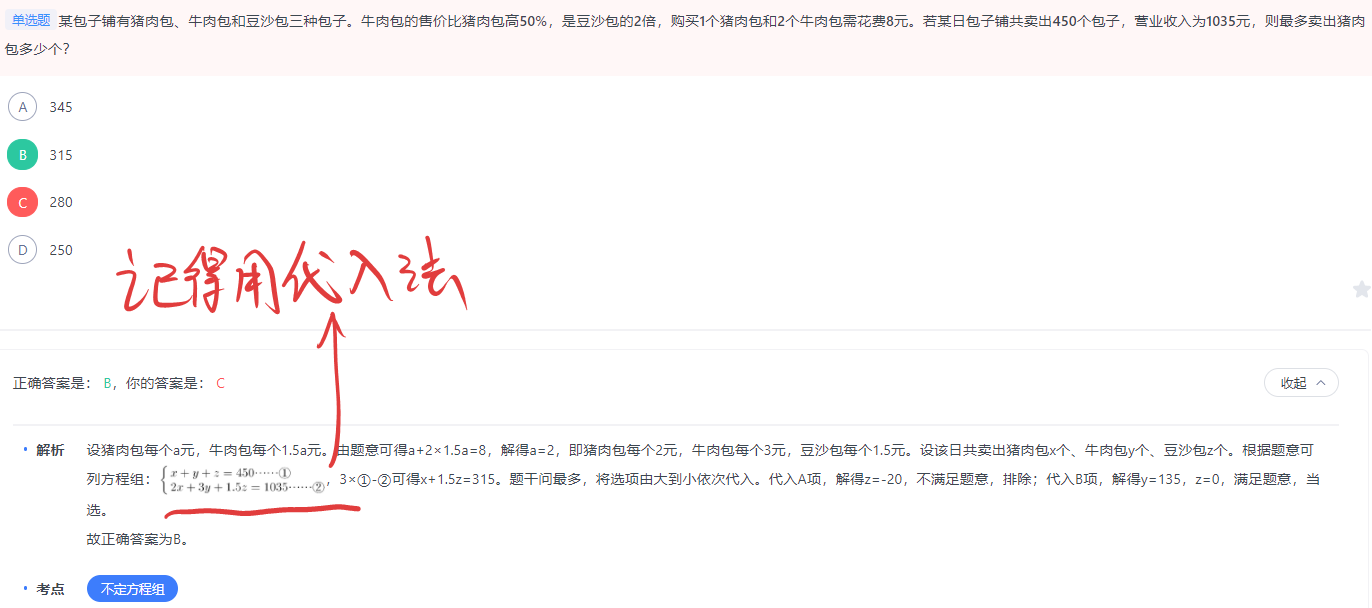 单选题 某包子铺有猪肉包、牛肉包和豆沙包三种包子。牛肉包的售价比猪肉包高50%，是豆沙包的2倍，购买1个猪肉包和2个牛肉包需花费8元。若某日包子铺共卖出450个包子，营业收入为1035元，则最多卖出猪肉
包多少个？
A 345
B 315
C 280
D 250
记得用代入法
正确答案是： B，你的答案是： C
收起
解析 设猪肉包每个a元，牛肉包每个1.5a元。由题意可得a+2×1.5a=8，解得a=2，即猪肉包每个2元，牛肉包每个3元，豆沙包每个1.5元。设该日共卖出猪肉包x个、牛肉包y个、豆沙包z个。根据题意可
列方程组：{x + y + z = 450······① 2x + 3y + 1.5z = 1035······②，3×①-②可得x+1.5z=315。题干问最多，将选项由大到小依次代入。代入A项，解得z=-20，不满足题意，排除；代入B项，解得y=135，z=0，满足题意，当
选。
故正确答案为B。
考点 不定方程组